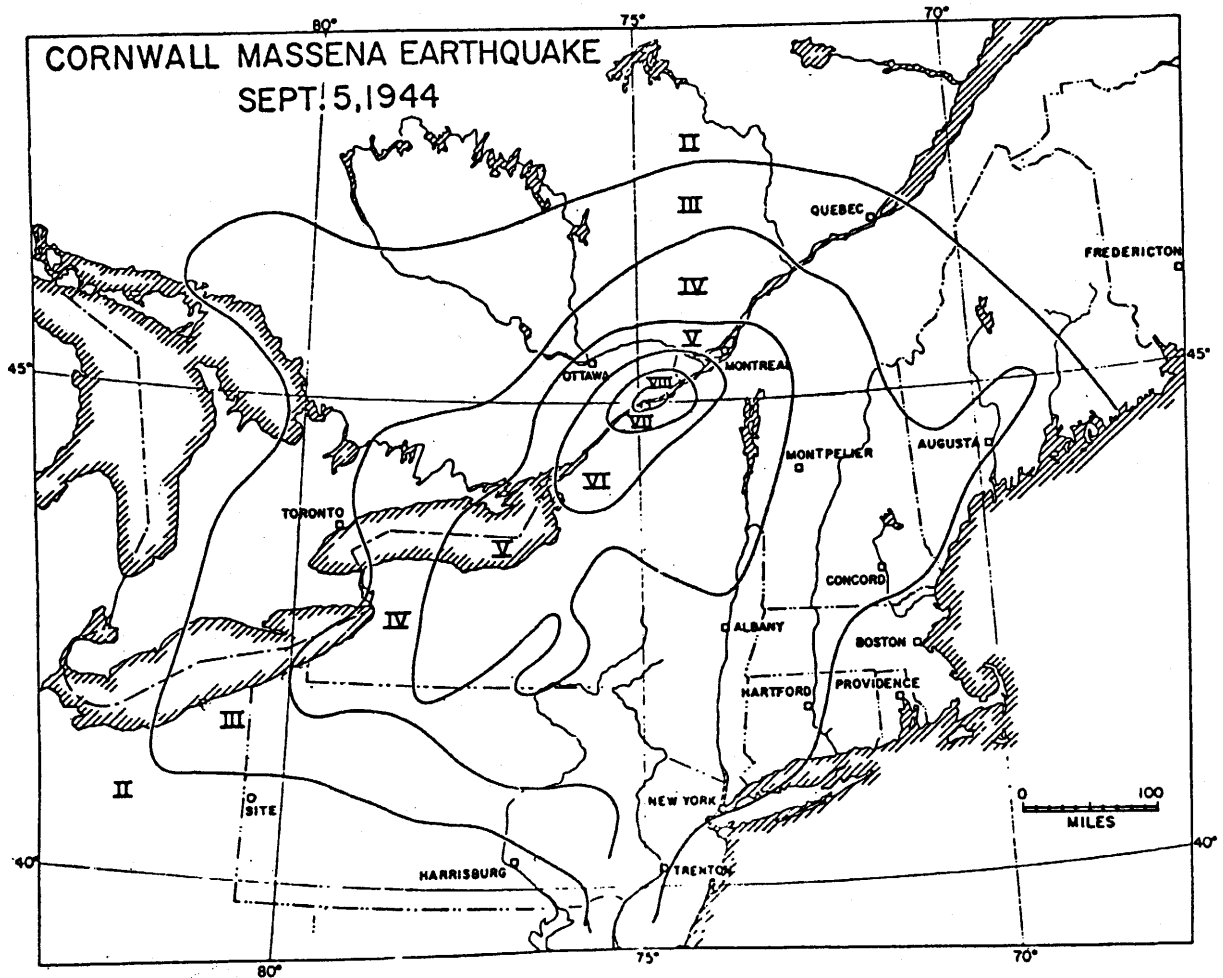 80°
75°
70°
CORNWALL MASSENA EARTHQUAKE
SEPT. 5, 1944
II
III
QUEBEC
IV
FREDERICTON
V
45°
45°
OTTAWA
MONTREAL
VIII
VII
AUGUSTA
MONTPELIER
VI
TORONTO
V
CONCORD
IV
ALBANY
BOSTON
HARTFORD
PROVIDENCE
III
II
SITE
NEW YORK
0 100
MILES
40°
40°
HARRISBURG
TRENTON
80°
75°
70°